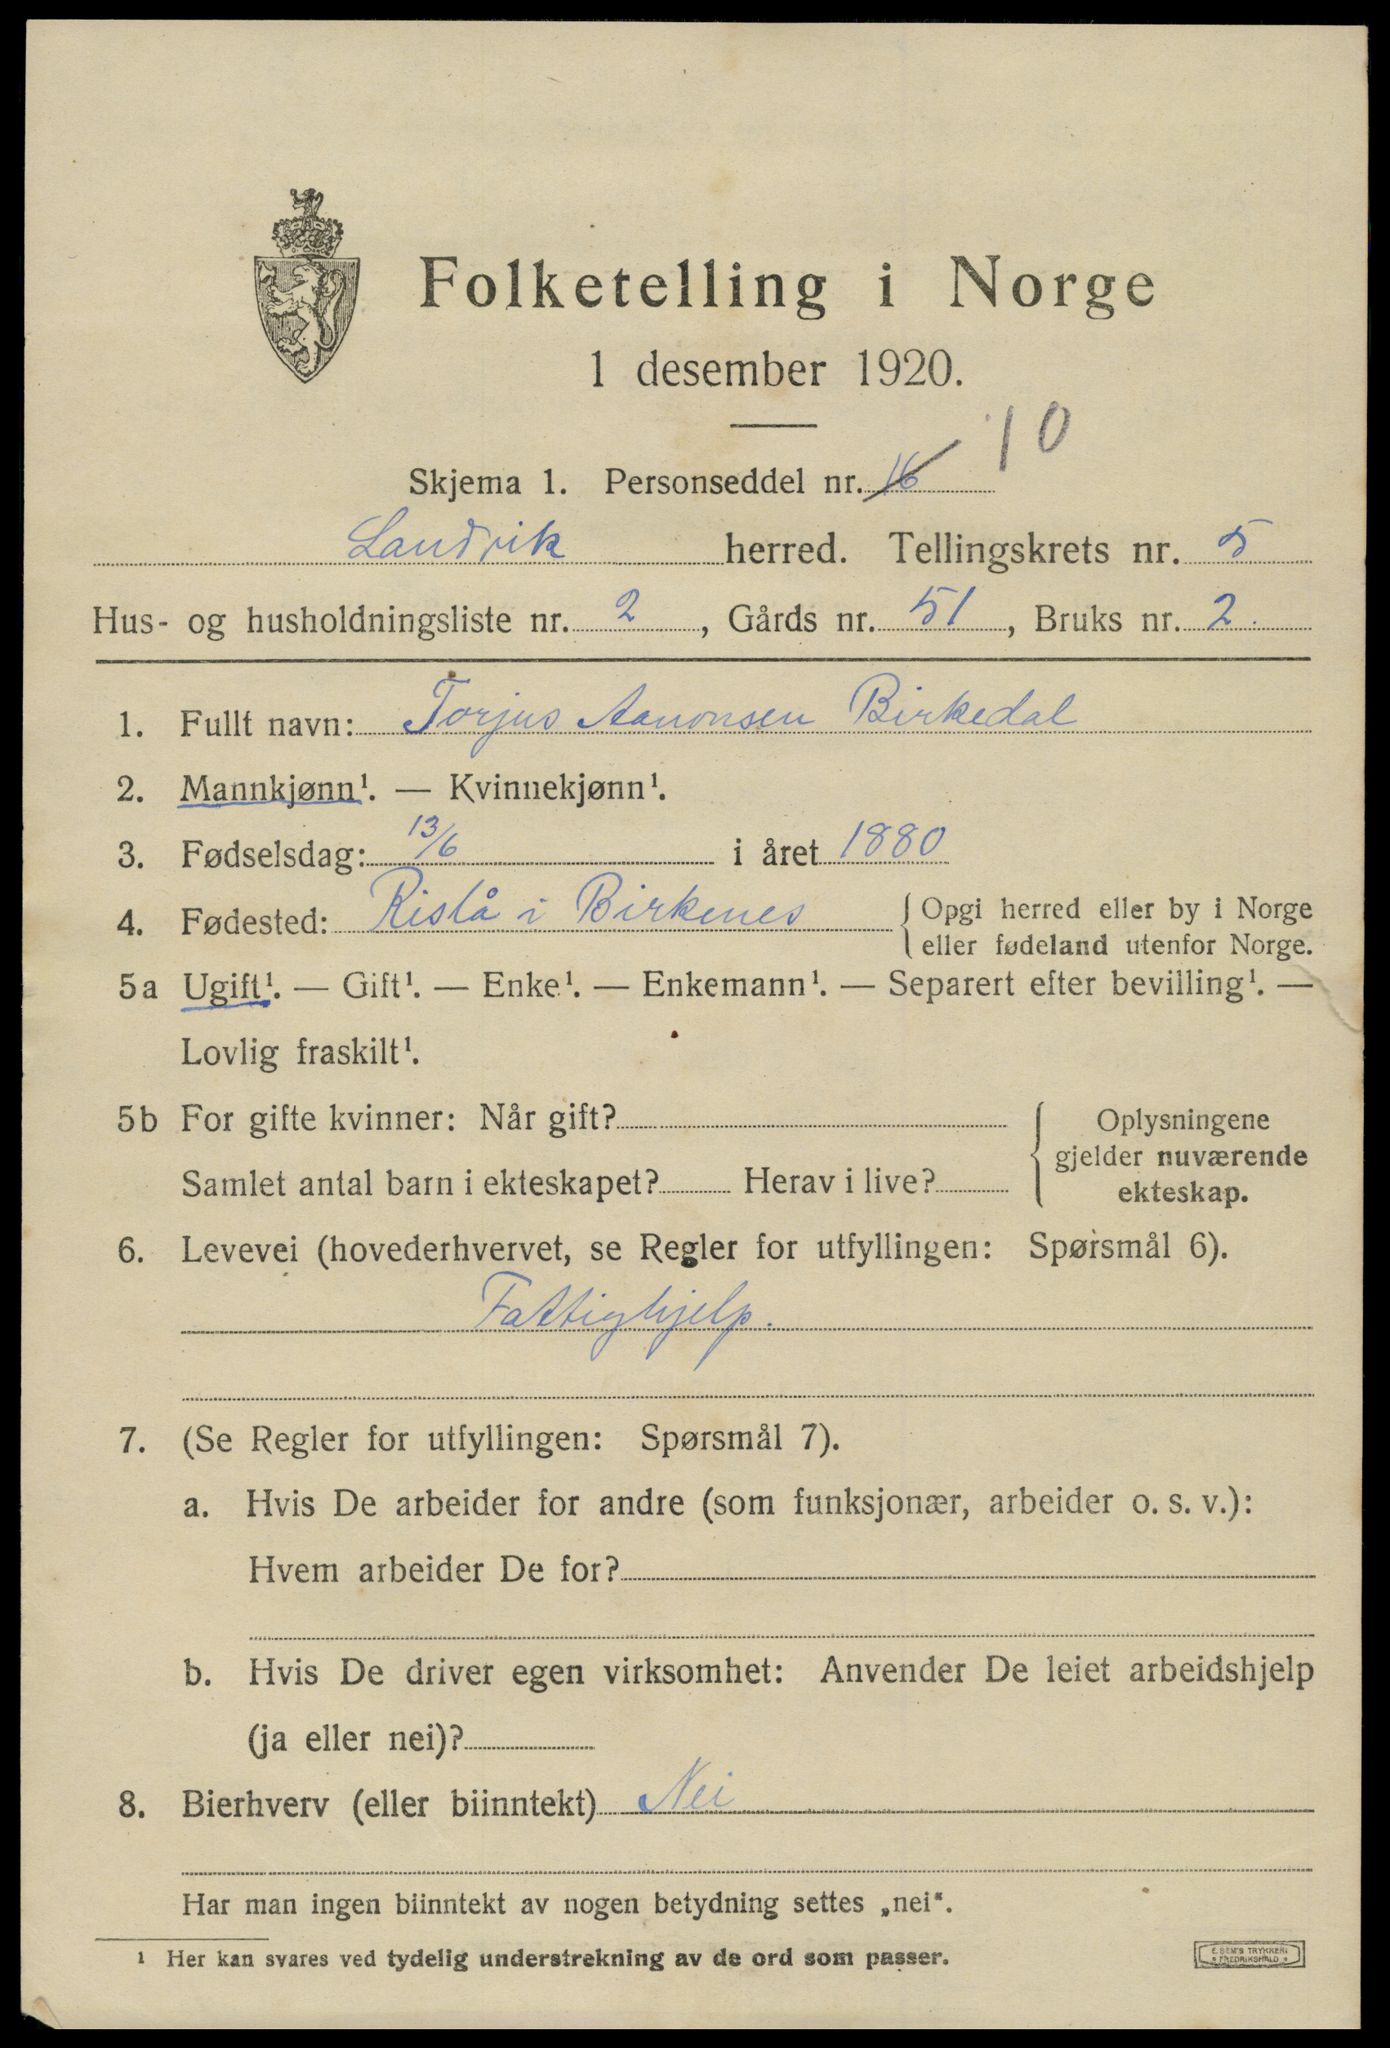 Folketelling i Norge
1 desember 1920.
Skjema 1. Personseddel nr. 16 10
Landvik herred. Tellingskrets nr. 5
Hus- og husholdningsliste nr. 2, Gårds nr. 51, Bruks nr. 2.
1. Fullt navn: Torjus Aanonsen Birkedal
2. Mannkjønn¹. — Kvinnekjønn¹.
3. Fødselsdag: 13/6 i året 1880
4. Fødested: Rislå i Birkenes { Opgi herred eller by i Norge
eller fødeland utenfor Norge.
5a Ugift¹. — Gift¹. — Enke¹. — Enkemann¹. — Separert efter bevilling¹. —
Lovlig fraskilt¹.
5b For gifte kvinner: Når gift?
Samlet antal barn i ekteskapet? Herav i live?
{ Oplysningene
gjelder nuværende
ekteskap.
6. Levevei (hovederhvervet, se Regler for utfyllingen: Spørsmål 6).
Fattighjelp.
7. (Se Regler for utfyllingen: Spørsmål 7).
a. Hvis De arbeider for andre (som funksjonær, arbeider o. s. v.):
Hvem arbeider De for?
b. Hvis De driver egen virksomhet: Anvender De leiet arbeidshjelp
(ja eller nei)?
8. Bierhverv (eller biinntekt) Nei
Har man ingen biinntekt av nogen betydning settes „nei“.
¹ Her kan svares ved tydelig understrekning av de ord som passer.
E. SEM'S TRYKKERI
* FREDRIKSHALD *